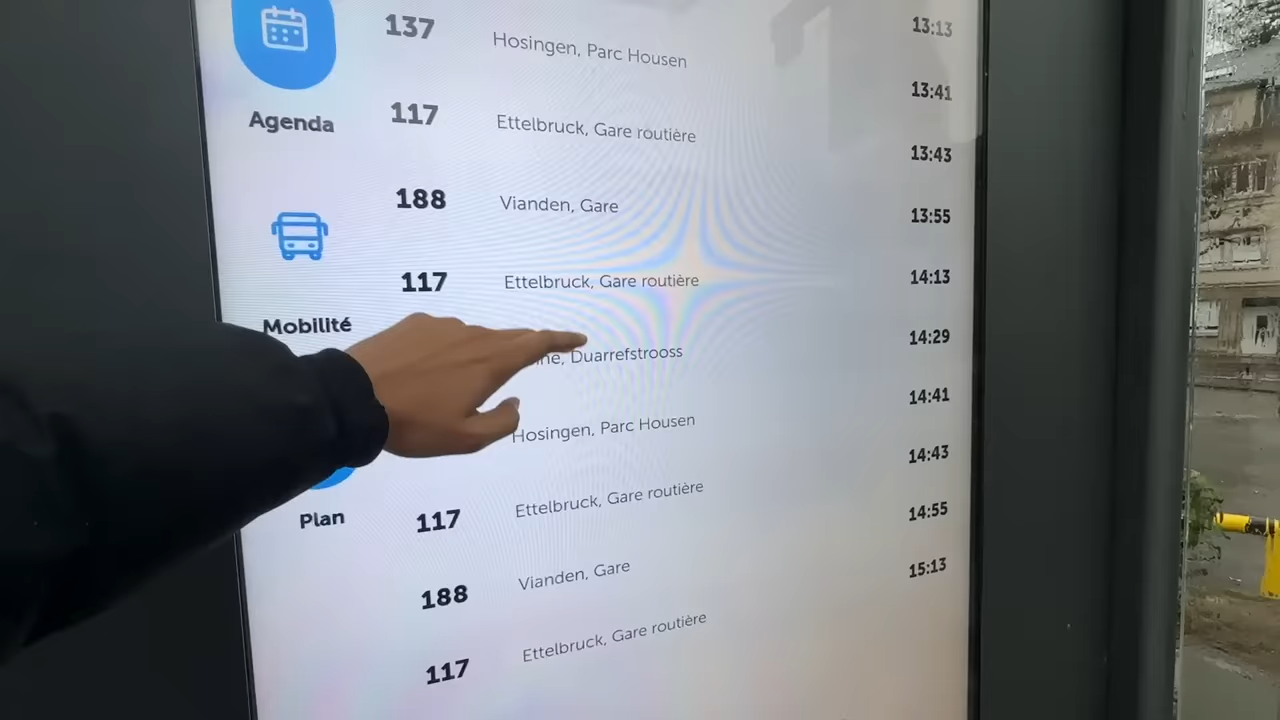 13:13
137 Hosingen, Parc Housen 13:41
Agenda
117 Ettelbruck, Gare routière 13:43
188 Vianden, Gare 13:55
117 Ettelbruck, Gare routière 14:13
Mobilité
Duarrefstrooss 14:29
Hosingen, Parc Housen 14:41
Plan
117 Ettelbruck, Gare routière 14:43
188 Vianden, Gare 14:55
117 Ettelbruck, Gare routière 15:13